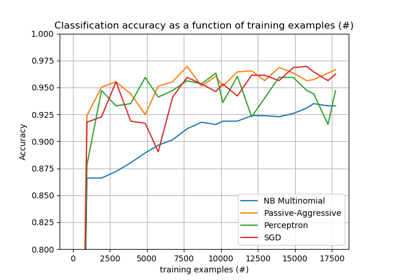 Classification accuracy as a function of training examples (#)
1.000
0.975
0.950
0.925
0.900
0.875
0.850
0.825
0.800
Accuracy
NB Multinomial
Passive-Aggressive
Perceptron
SGD
0 2500 5000 7500 10000 12500 15000 17500
training examples (#)